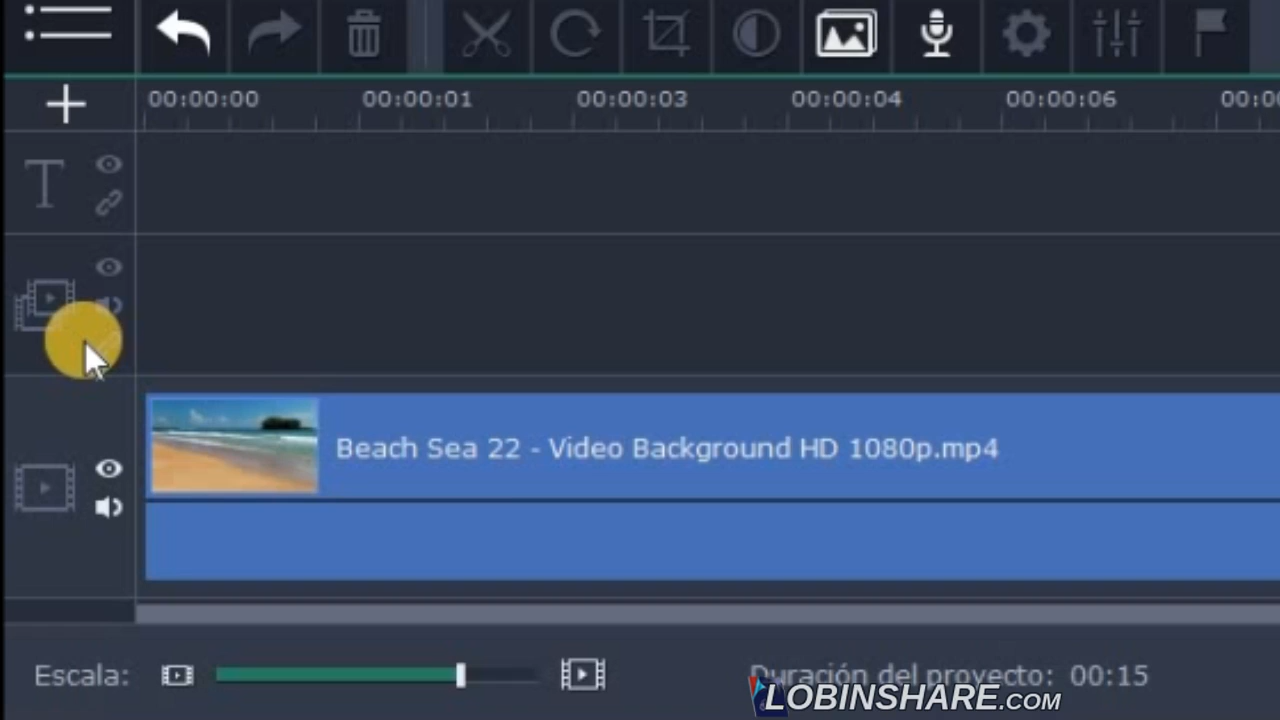 00:00:00 00:00:01 00:00:03 00:00:04 00:00:06 00:0
T
Beach Sea 22 - Video Background HD 1080p.mp4
Escala: Duración del proyecto: 00:15
LOBINSHARE.COM